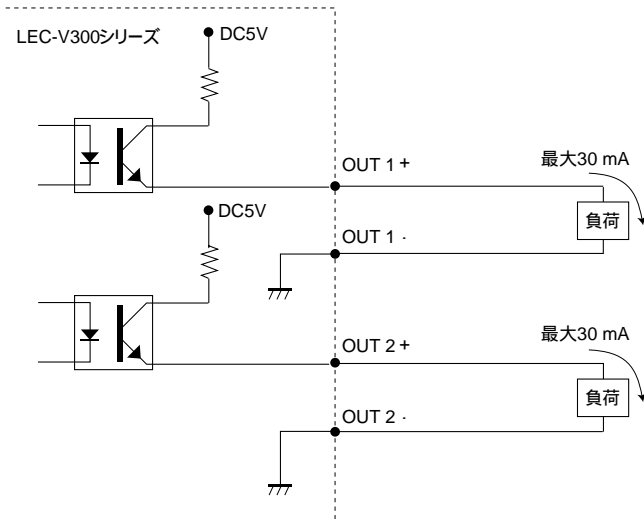 LEC-V300シリーズ
DC5V
OUT 1 +
最大30 mA
負荷
OUT 1 -
DC5V
OUT 2 +
最大30 mA
負荷
OUT 2 -